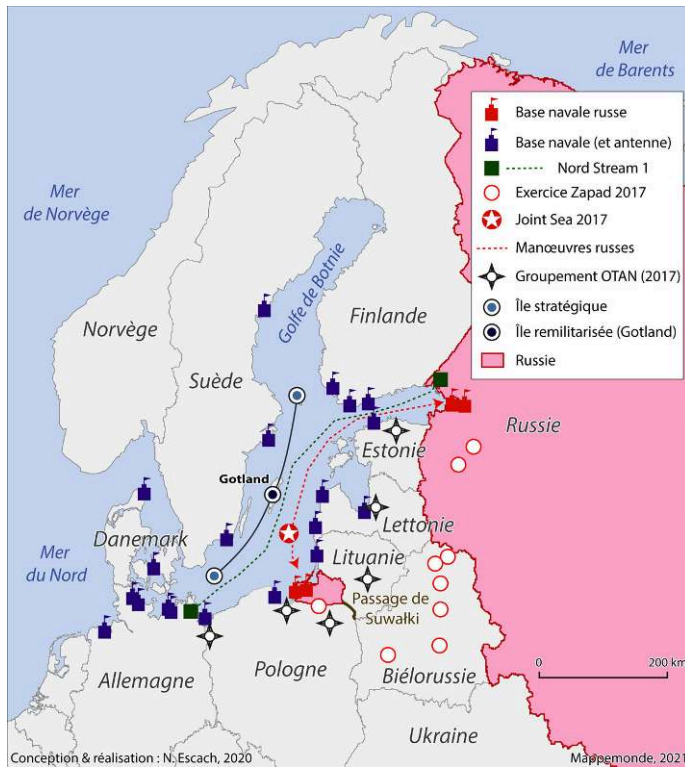 Mer
de Barents
Base navale russe
Base navale (et antenne)
Nord Stream 1
Exercice Zapad 2017
Joint Sea 2017
Manœuvres russes
Groupement OTAN (2017)
Île stratégique
Île remilitarisée (Gotland)
Russie
Mer
de Norvège
Golfe de Botnie
Finlande
Norvège
Suède
Russie
Estonie
Gotland
Lettonie
Danemark
Mer
du Nord
Lituanie
Passage de
Suwałki
0
200 km
Allemagne
Pologne
Biélorussie
Ukraine
Conception & réalisation : N. Escach, 2020
Mappemonde, 2021